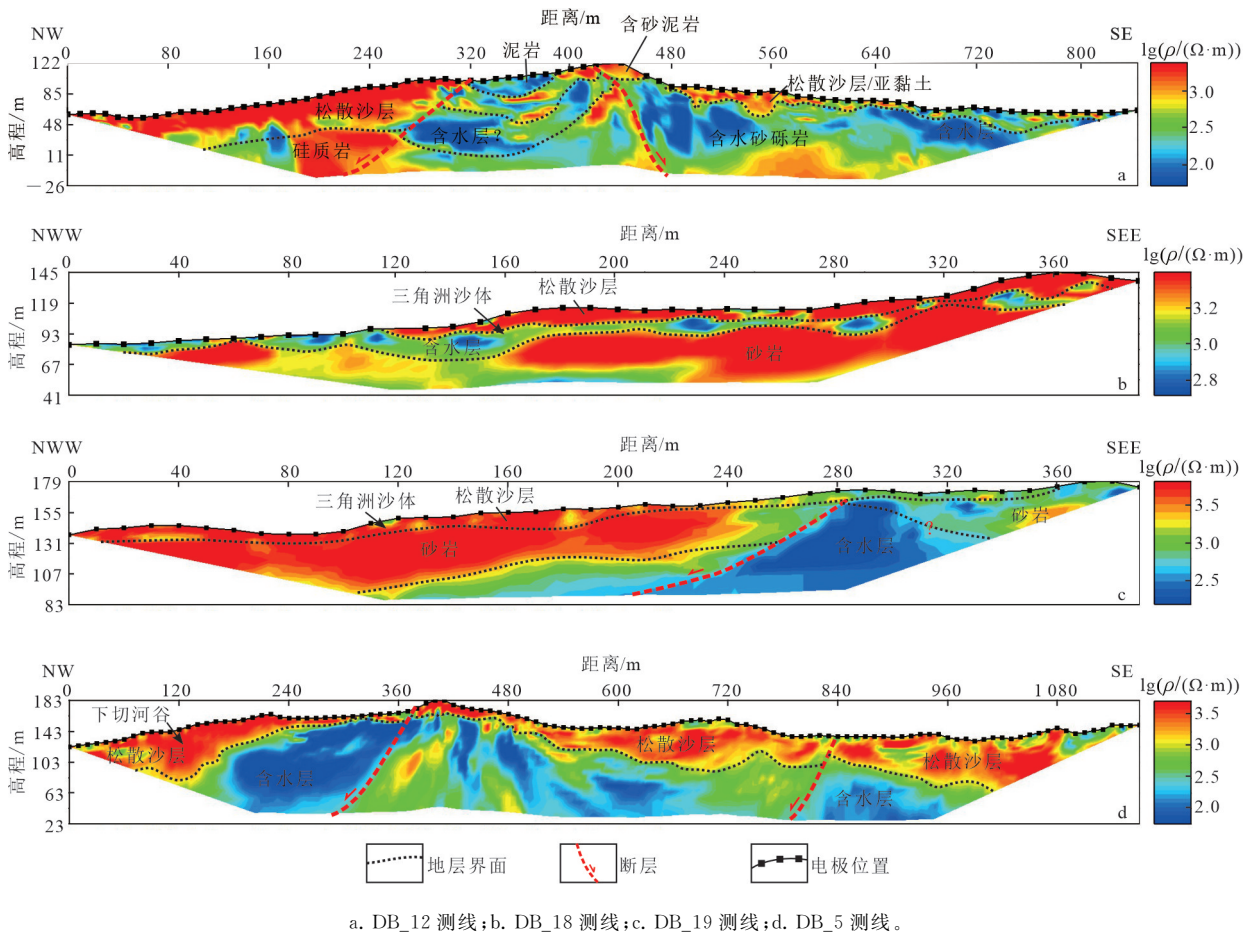 距离/m
NW
SE
0 80 160 240 320 400 480 560 640 720 800
泥岩
含砂泥岩
lg(ρ/(Ω·m))
122
85
48
11
−26
高程/m
松散沙层
松散沙层/亚黏土
硅质岩
含水层?
含水砂砾岩
含水层
3.0
2.5
2.0
a
距离/m
NWW
SEE
0 40 80 120 160 200 240 280 320 360
lg(ρ/(Ω·m))
145
119
93
67
41
高程/m
三角洲沙体
松散沙层
含水层
砂岩
3.2
3.0
2.8
b
距离/m
NWW
SEE
0 40 80 120 160 200 240 280 320 360
lg(ρ/(Ω·m))
179
155
131
107
83
高程/m
三角洲沙体
松散沙层
砂岩
含水层
?
砂岩
3.5
3.0
2.5
c
距离/m
NW
SE
0 120 240 360 480 600 720 840 960 1 080
lg(ρ/(Ω·m))
183
143
103
63
23
高程/m
下切河谷
松散沙层
含水层
松散沙层
松散沙层
含水层
3.5
3.0
2.5
2.0
d
地层界面
断层
电极位置
a. DB_12 测线;b. DB_18 测线;c. DB_19 测线;d. DB_5 测线。